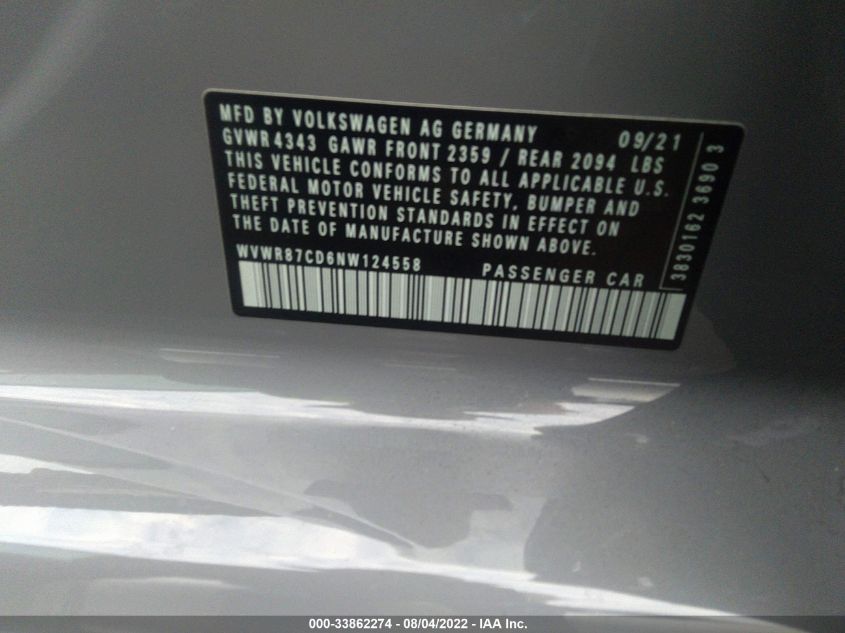 MFD BY VOLKSWAGEN AG GERMANY 09/21
GVWR 4343 GAWR FRONT 2359 / REAR 2094 LBS
THIS VEHICLE CONFORMS TO ALL APPLICABLE U.S.
FEDERAL MOTOR VEHICLE SAFETY, BUMPER AND
THEFT PREVENTION STANDARDS IN EFFECT ON
THE DATE OF MANUFACTURE SHOWN ABOVE.
WVWR87CD6NW124558 PASSENGER CAR
3830162 3690 3
000-33862274 - 08/04/2022 - IAA Inc.